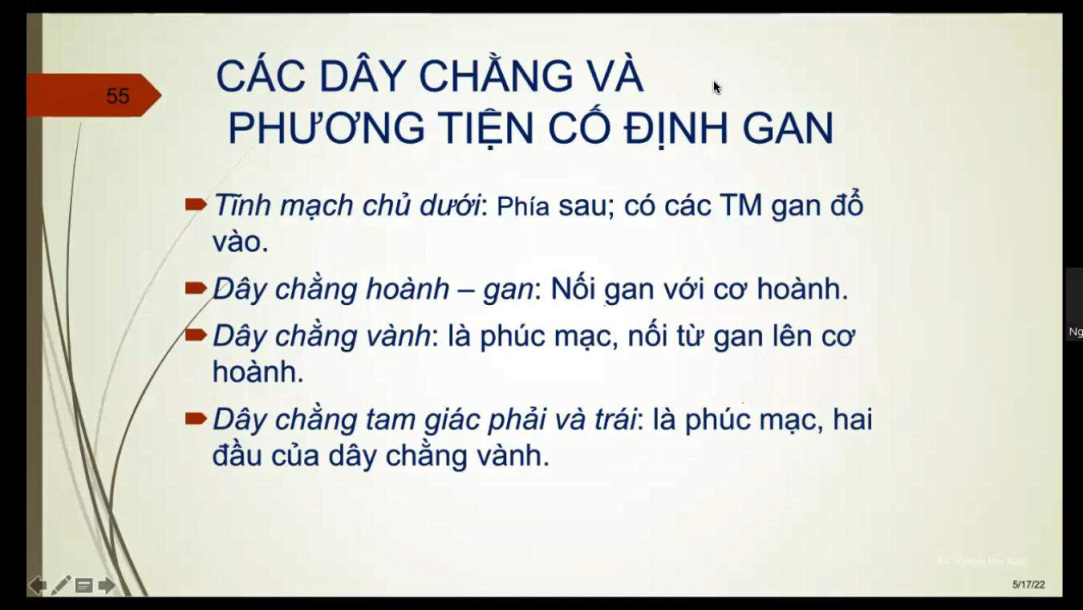 55
CÁC DÂY CHẰNG VÀ
PHƯƠNG TIỆN CỐ ĐỊNH GAN
Tĩnh mạch chủ dưới: Phía sau; có các TM gan đổ
vào.
Dây chằng hoành – gan: Nối gan với cơ hoành.
Dây chằng vành: là phúc mạc, nối từ gan lên cơ
hoành.
Dây chằng tam giác phải và trái: là phúc mạc, hai
đầu của dây chằng vành.
Ng
5/17/22